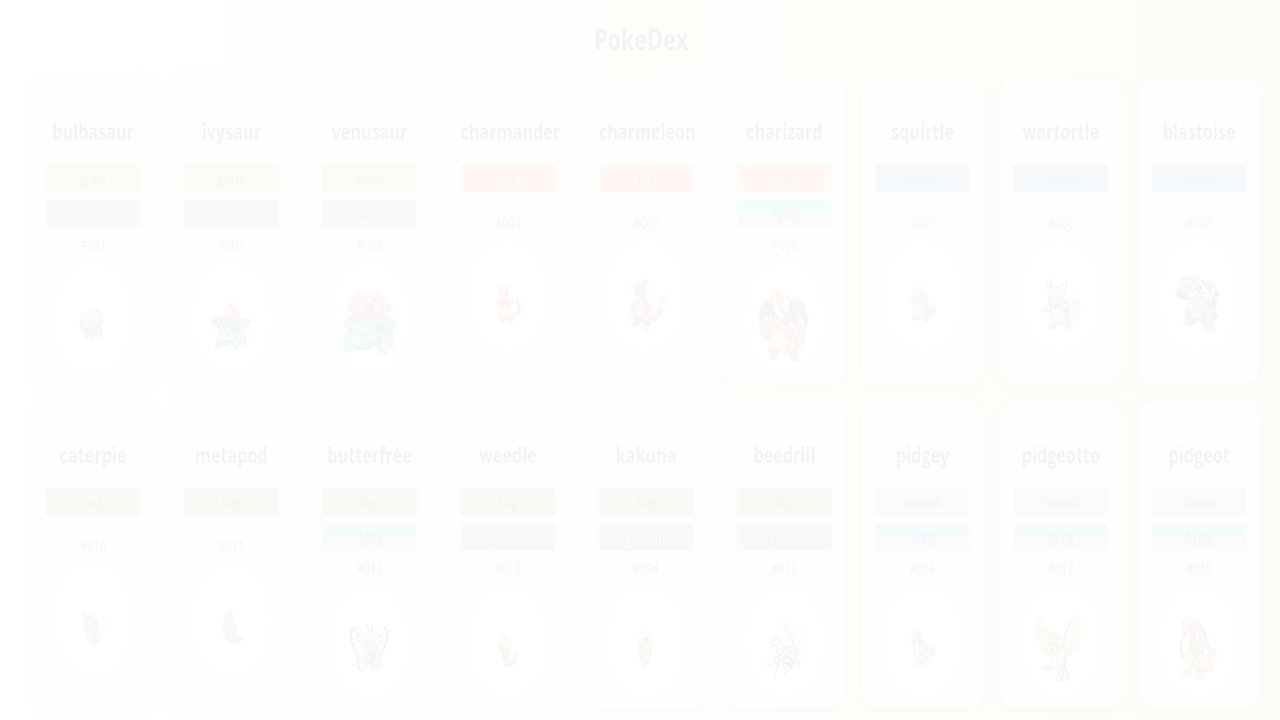 PokeDex
bulbasaur
grass
poison
#001
ivysaur
grass
poison
#002
venusaur
grass
poison
#003
charmander
fire
#004
charmeleon
fire
#005
charizard
fire
flying
#006
squirtle
water
#007
wartortle
water
#008
blastoise
water
#009
caterpie
bug
#010
metapod
bug
#011
butterfree
bug
flying
#012
weedle
bug
poison
#013
kakuna
bug
poison
#014
beedrill
bug
poison
#015
pidgey
normal
flying
#016
pidgeotto
normal
flying
#017
pidgeot
normal
flying
#018